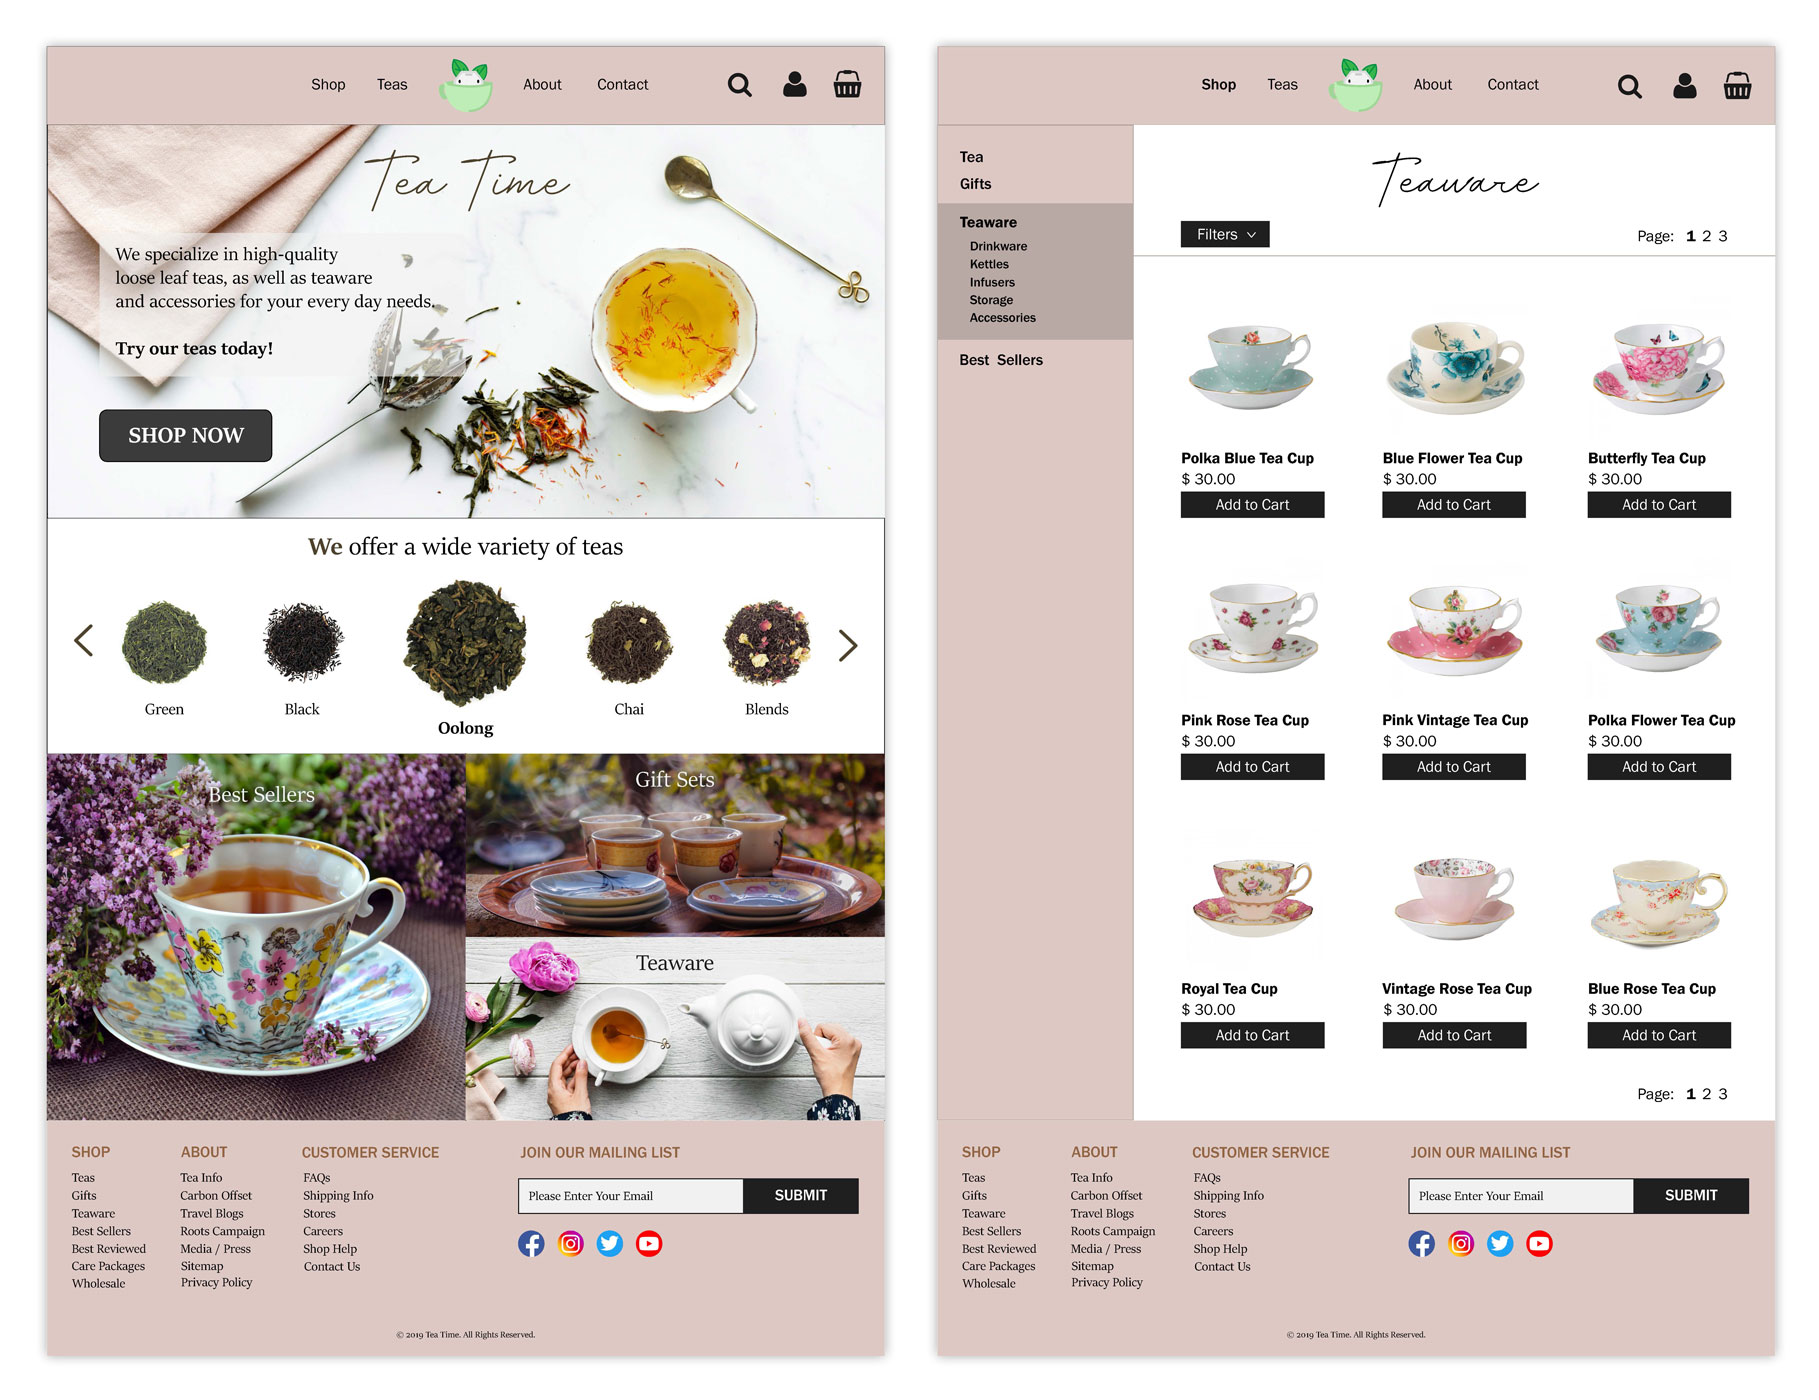 Shop Teas About Contact
Tea Time
We specialize in high-quality
loose leaf teas, as well as teaware
and accessories for your every day needs.
Try our teas today!
SHOP NOW
We offer a wide variety of teas
Green
Black
Oolong
Chai
Blends
Best Sellers
Gift Sets
Teaware
SHOP
Teas
Gifts
Teaware
Best Sellers
Best Reviewed
Care Packages
Wholesale
ABOUT
Tea Info
Carbon Offset
Travel Blogs
Roots Campaign
Media / Press
Sitemap
Privacy Policy
CUSTOMER SERVICE
FAQs
Shipping Info
Stores
Careers
Shop Help
Contact Us
JOIN OUR MAILING LIST
Please Enter Your Email
SUBMIT
© 2019 Tea Time. All Rights Reserved.
Shop Teas About Contact
Tea
Gifts
Teaware
Drinkware
Kettles
Infusers
Storage
Accessories
Best Sellers
Teaware
Filters
Page: 1 2 3
Polka Blue Tea Cup
$ 30.00
Add to Cart
Blue Flower Tea Cup
$ 30.00
Add to Cart
Butterfly Tea Cup
$ 30.00
Add to Cart
Pink Rose Tea Cup
$ 30.00
Add to Cart
Pink Vintage Tea Cup
$ 30.00
Add to Cart
Polka Flower Tea Cup
$ 30.00
Add to Cart
Royal Tea Cup
$ 30.00
Add to Cart
Vintage Rose Tea Cup
$ 30.00
Add to Cart
Blue Rose Tea Cup
$ 30.00
Add to Cart
Page: 1 2 3
SHOP
Teas
Gifts
Teaware
Best Sellers
Best Reviewed
Care Packages
Wholesale
ABOUT
Tea Info
Carbon Offset
Travel Blogs
Roots Campaign
Media / Press
Sitemap
Privacy Policy
CUSTOMER SERVICE
FAQs
Shipping Info
Stores
Careers
Shop Help
Contact Us
JOIN OUR MAILING LIST
Please Enter Your Email
SUBMIT
© 2019 Tea Time. All Rights Reserved.